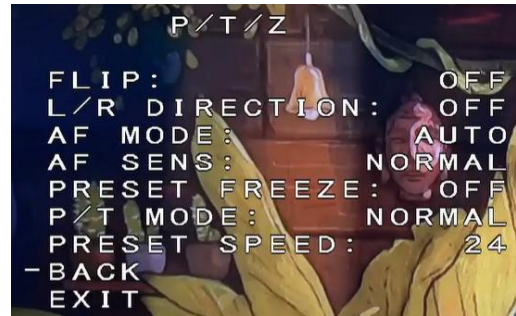 P/T/Z
FLIP: OFF
L/R DIRECTION: OFF
AF MODE: AUTO
AF SENS: NORMAL
PRESET FREEZE: OFF
P/T MODE: NORMAL
PRESET SPEED: 24
-BACK
EXIT